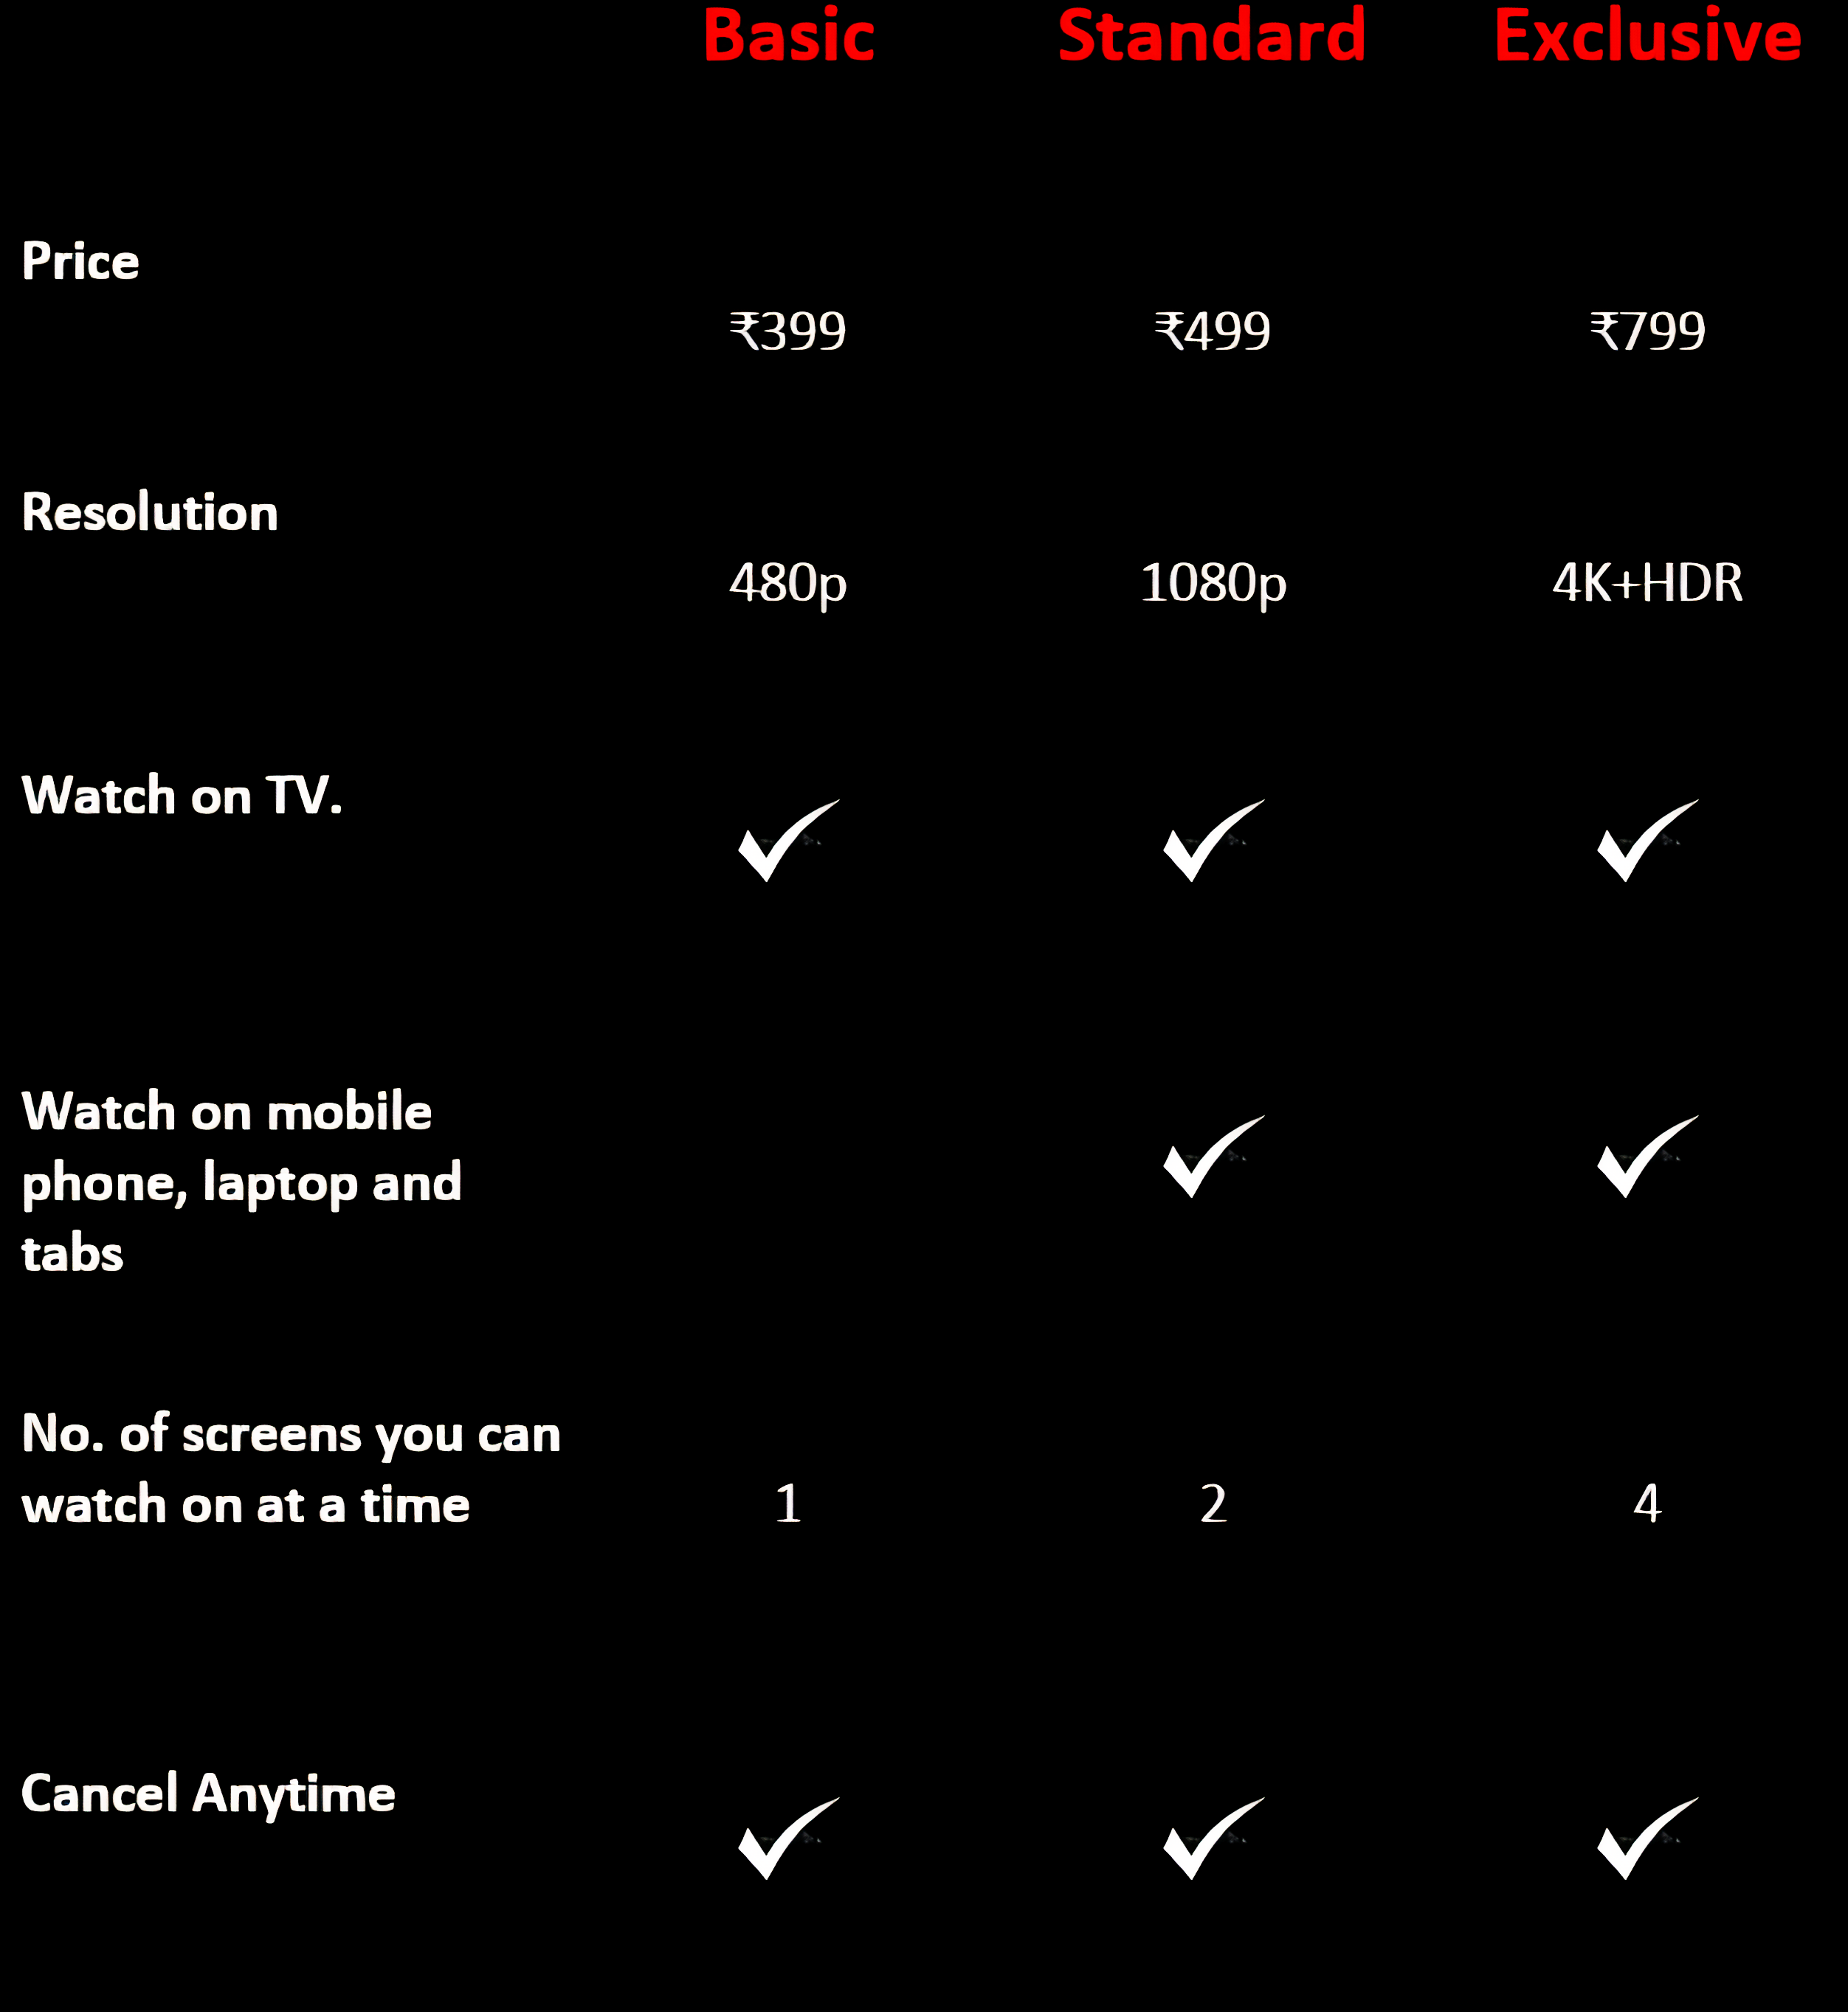 Basic Standard Exclusive
Price
₹399 ₹499 ₹799
Resolution
480p 1080p 4K+HDR
Watch on TV.
Watch on mobile
phone, laptop and
tabs
No. of screens you can
watch on at a time 1 2 4
Cancel Anytime